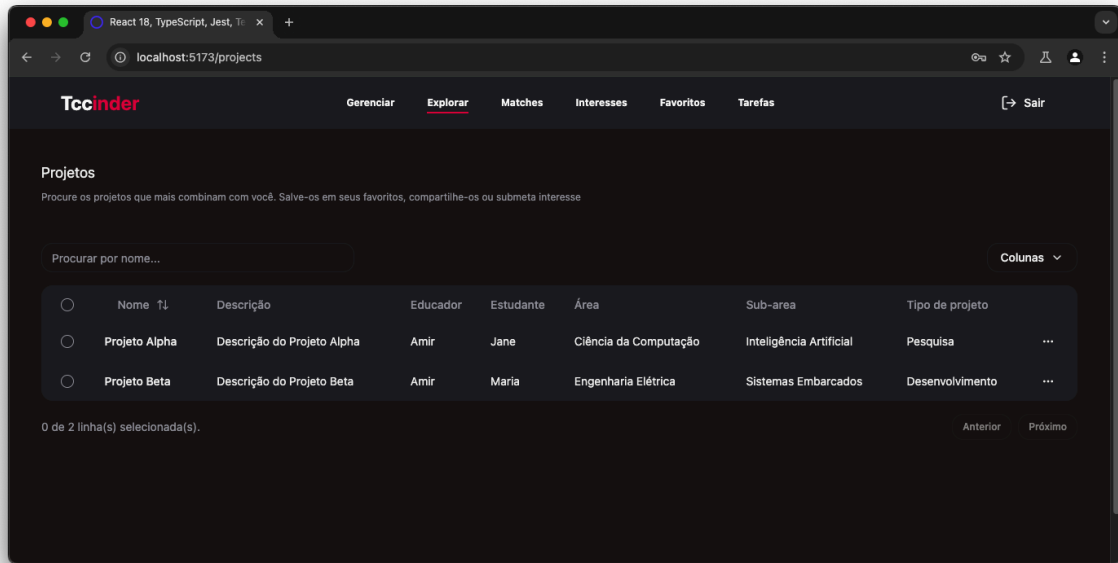 React 18, TypeScript, Jest, Te
localhost:5173/projects
Tccinder Gerenciar Explorar Matches Interesses Favoritos Tarefas Sair
Projetos
Procure os projetos que mais combinam com você. Salve-os em seus favoritos, compartilhe-os ou submeta interesse
Procurar por nome... Colunas
Nome Descrição Educador Estudante Área Sub-area Tipo de projeto
Projeto Alpha Descrição do Projeto Alpha Amir Jane Ciência da Computação Inteligência Artificial Pesquisa ...
Projeto Beta Descrição do Projeto Beta Amir Maria Engenharia Elétrica Sistemas Embarcados Desenvolvimento ...
0 de 2 linha(s) selecionada(s). Anterior Próximo